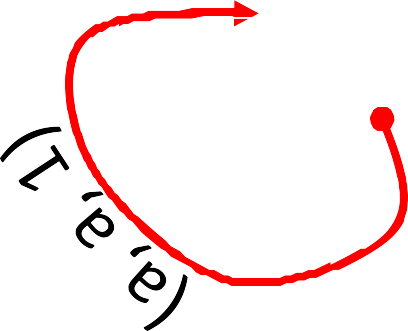 (a, a, 1)